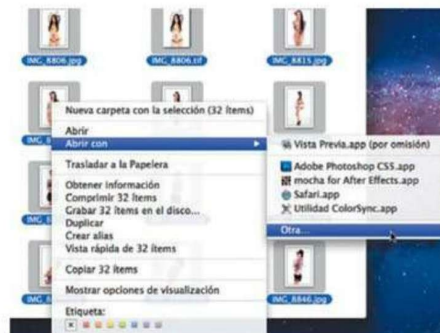 IMG_8806.jpg
IMG_8806.tif
IMG_8815.jpg
Nueva carpeta con la selección (32 ítems)
Abrir
Abrir con
Trasladar a la Papelera
Obtener información
Comprimir 32 ítems
Grabar 32 ítems en el disco...
Duplicar
Crear alias
Vista rápida de 32 ítems
Copiar 32 ítems
Mostrar opciones de visualización
Etiqueta:
Vista Previa.app (por omisión)
Adobe Photoshop CS5.app
mocha for After Effects.app
Safari.app
Utilidad ColorSync.app
Otra...
IMG_8846.jpg